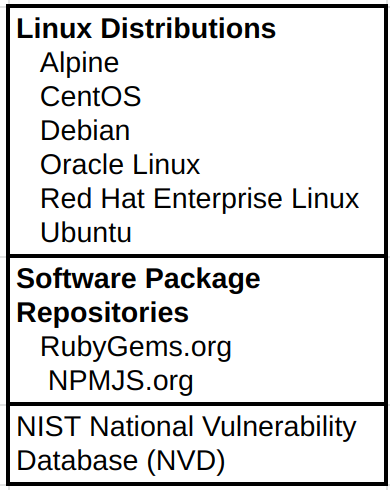 Linux Distributions
Alpine
CentOS
Debian
Oracle Linux
Red Hat Enterprise Linux
Ubuntu
Software Package
Repositories
RubyGems.org
NPMJS.org
NIST National Vulnerability
Database (NVD)